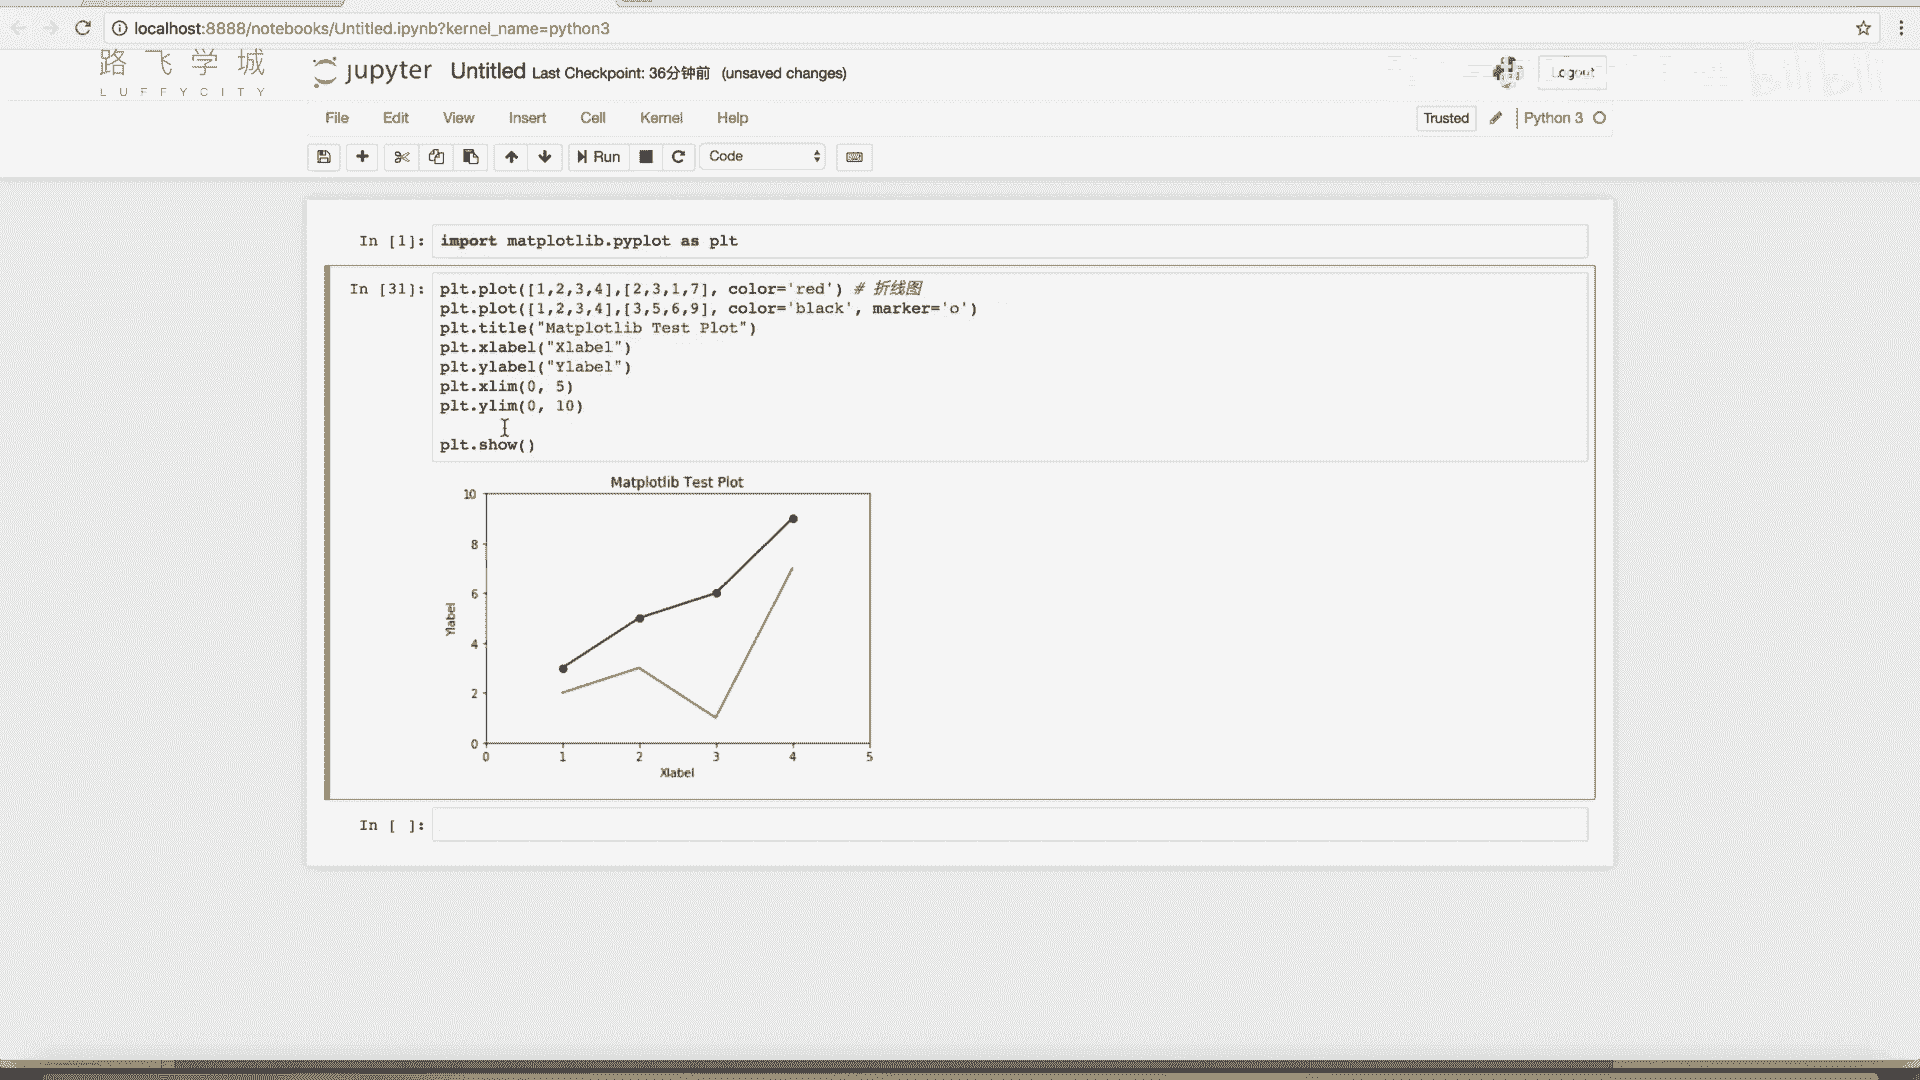 localhost:8888/notebooks/Untitled.ipynb?kernel_name=python3
路飞学城
LUFFYCITY
jupyter Untitled Last Checkpoint: 36分钟前 (unsaved changes)
Logout
bilibili
File Edit View Insert Cell Kernel Help
Trusted Python 3
Run Code
In [1]: import matplotlib.pyplot as plt
In [31]: plt.plot([1,2,3,4],[2,3,1,7], color='red') # 折线图
plt.plot([1,2,3,4],[3,5,6,9], color='black', marker='o')
plt.title("Matplotlib Test Plot")
plt.xlabel("Xlabel")
plt.ylabel("Ylabel")
plt.xlim(0, 5)
plt.ylim(0, 10)
plt.show()
Matplotlib Test Plot
10
8
6
4
2
0
Ylabel
0 1 2 3 4 5
Xlabel
In [ ]: